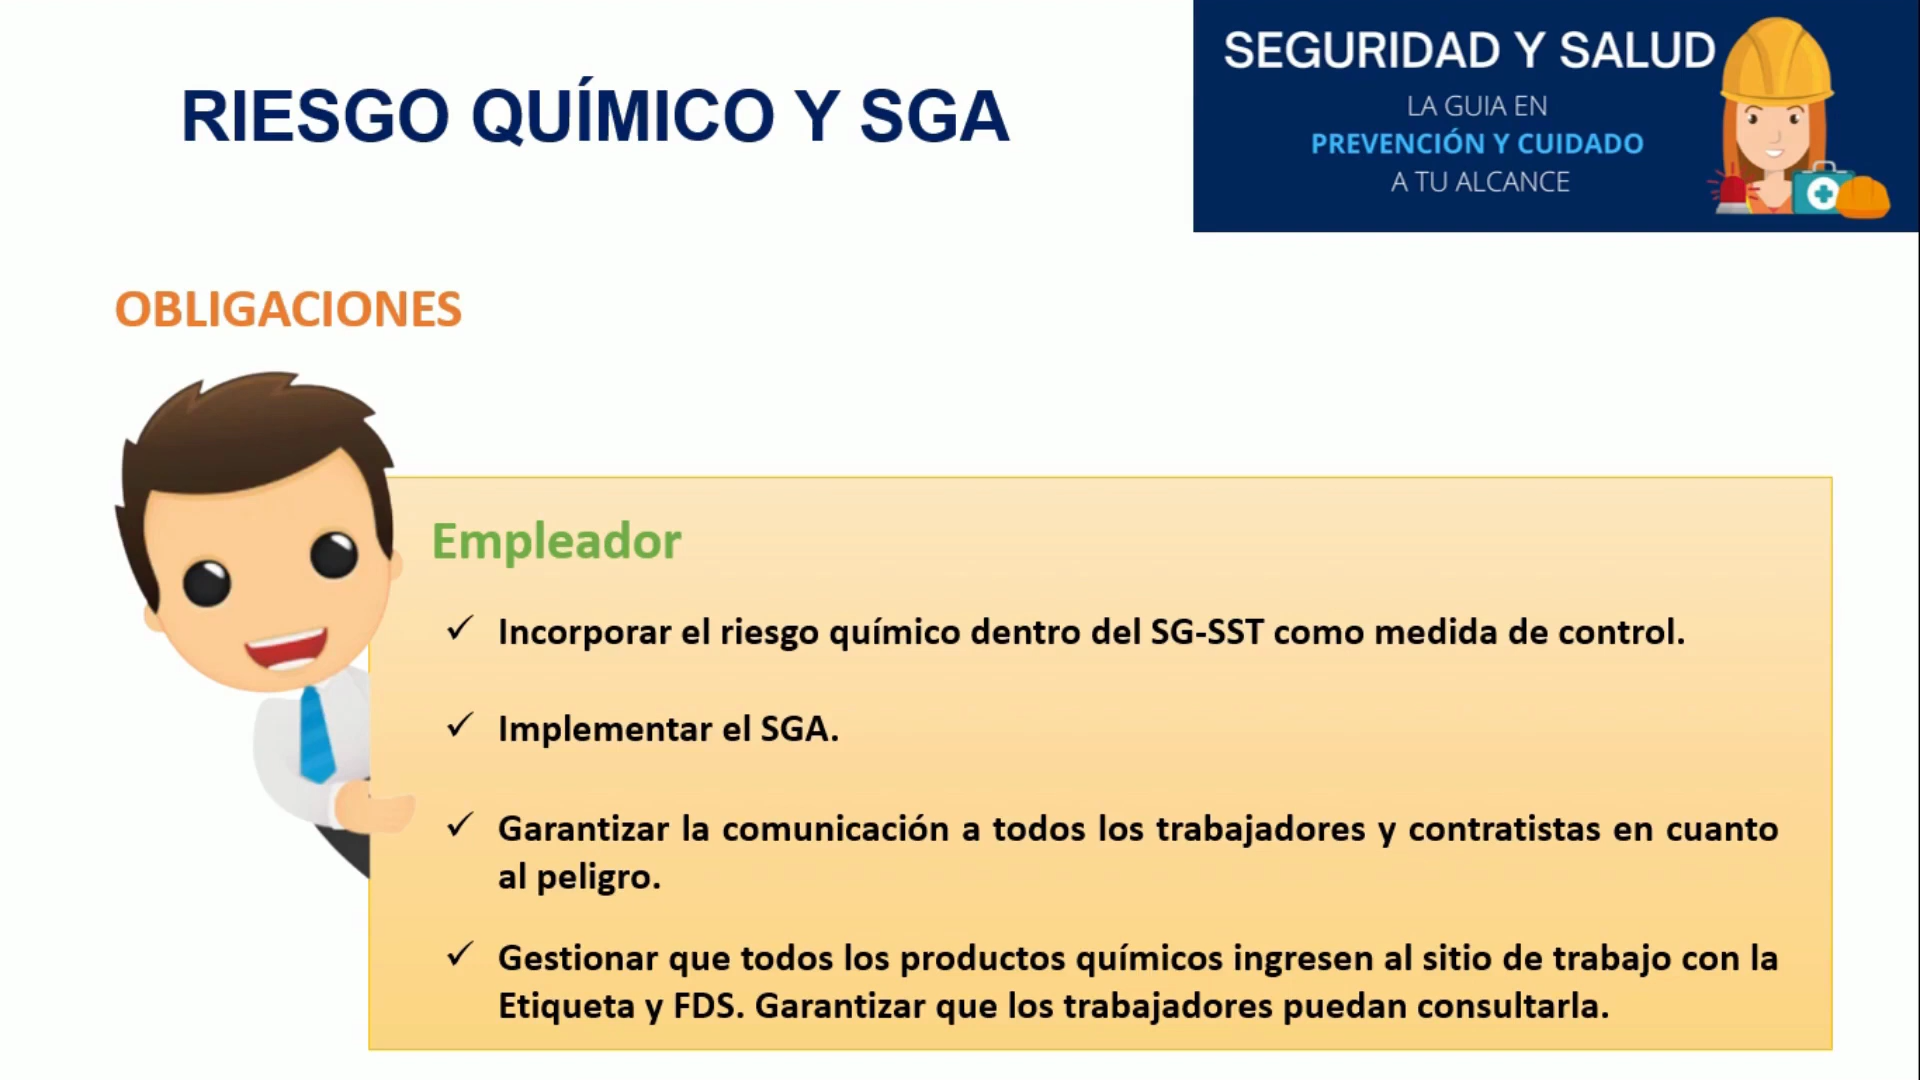 RIESGO QUÍMICO Y SGA
SEGURIDAD Y SALUD
LA GUIA EN
PREVENCIÓN Y CUIDADO
A TU ALCANCE
OBLIGACIONES
Empleador
✓ Incorporar el riesgo químico dentro del SG-SST como medida de control.
✓ Implementar el SGA.
✓ Garantizar la comunicación a todos los trabajadores y contratistas en cuanto
al peligro.
✓ Gestionar que todos los productos químicos ingresen al sitio de trabajo con la
Etiqueta y FDS. Garantizar que los trabajadores puedan consultarla.